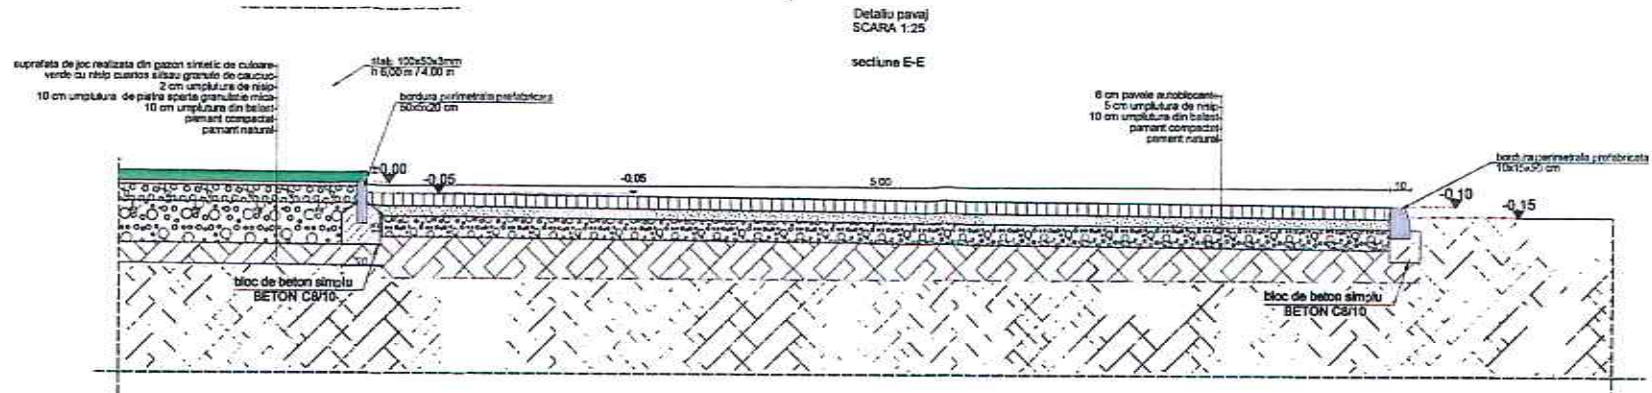 Detaliu pavaj
SCARA 1:25
sectiune E-E
suprafata de joc realizata din gazon sintetic de culoare
verde cu nisip cuartos si/sau granule de cauciuc
2 cm umplutura de nisip
10 cm umplutura de piatra sparta granulatie mica
10 cm umplutura din balast
pamant compactat
pamant natural
stalp 100x50x3mm
h 6,00 m / 4.00 m
bordura perimetrala prefabricata
50x5x20 cm
6 cm pavele autoblocante
5 cm umplutura de nisip
10 cm umplutura din balast
pamant compactat
pament natural
bordura perimetrala prefabricata
10x15x50 cm
±0,00
-0.05
-0.05
5.00
10
-0,10
-0,15
bloc de beton simplu
BETON C8/10
bloc de beton simplu
BETON C8/10